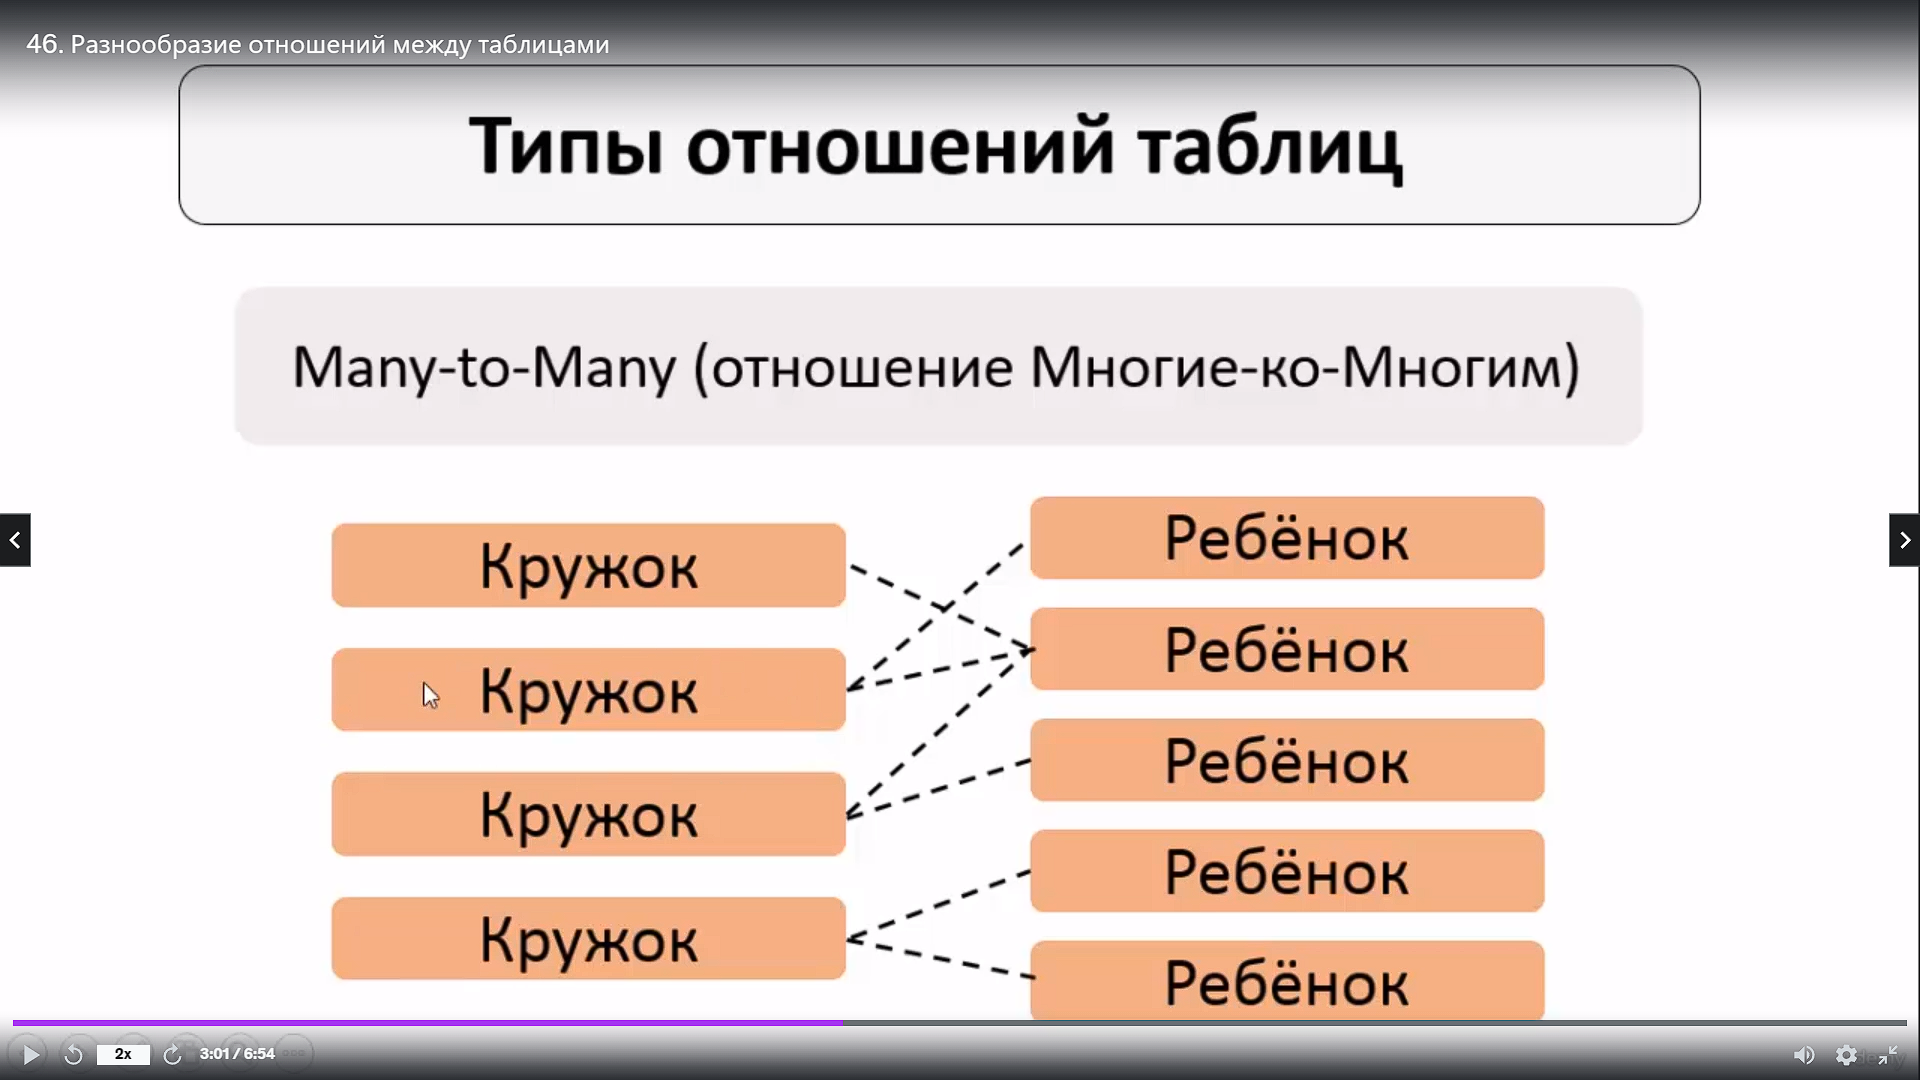 46. Разнообразие отношений между таблицами
Типы отношений таблиц
Many-to-Many (отношение Многие-ко-Многим)
Кружок
Кружок
Кружок
Кружок
Ребёнок
Ребёнок
Ребёнок
Ребёнок
Ребёнок
2x
3:01 / 6:54